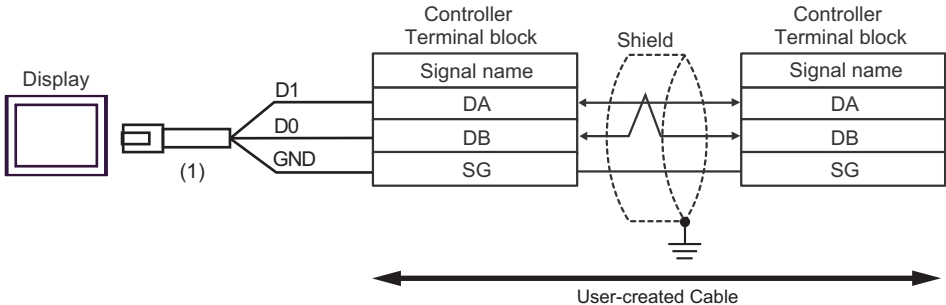 Display
(1)
D1
D0
GND
Controller
Terminal block
Signal name
DA
DB
SG
Shield
Controller
Terminal block
Signal name
DA
DB
SG
User-created Cable